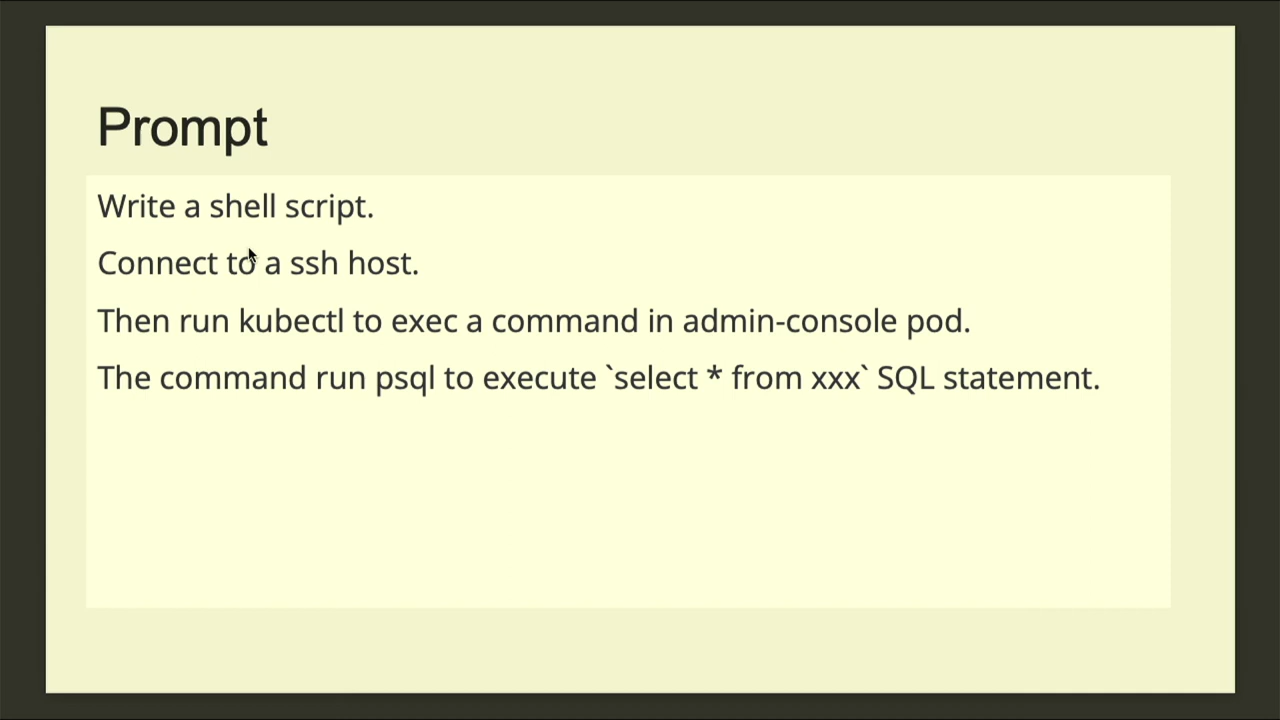 Prompt
Write a shell script.
Connect to a ssh host.
Then run kubectl to exec a command in admin-console pod.
The command run psql to execute `select * from xxx` SQL statement.